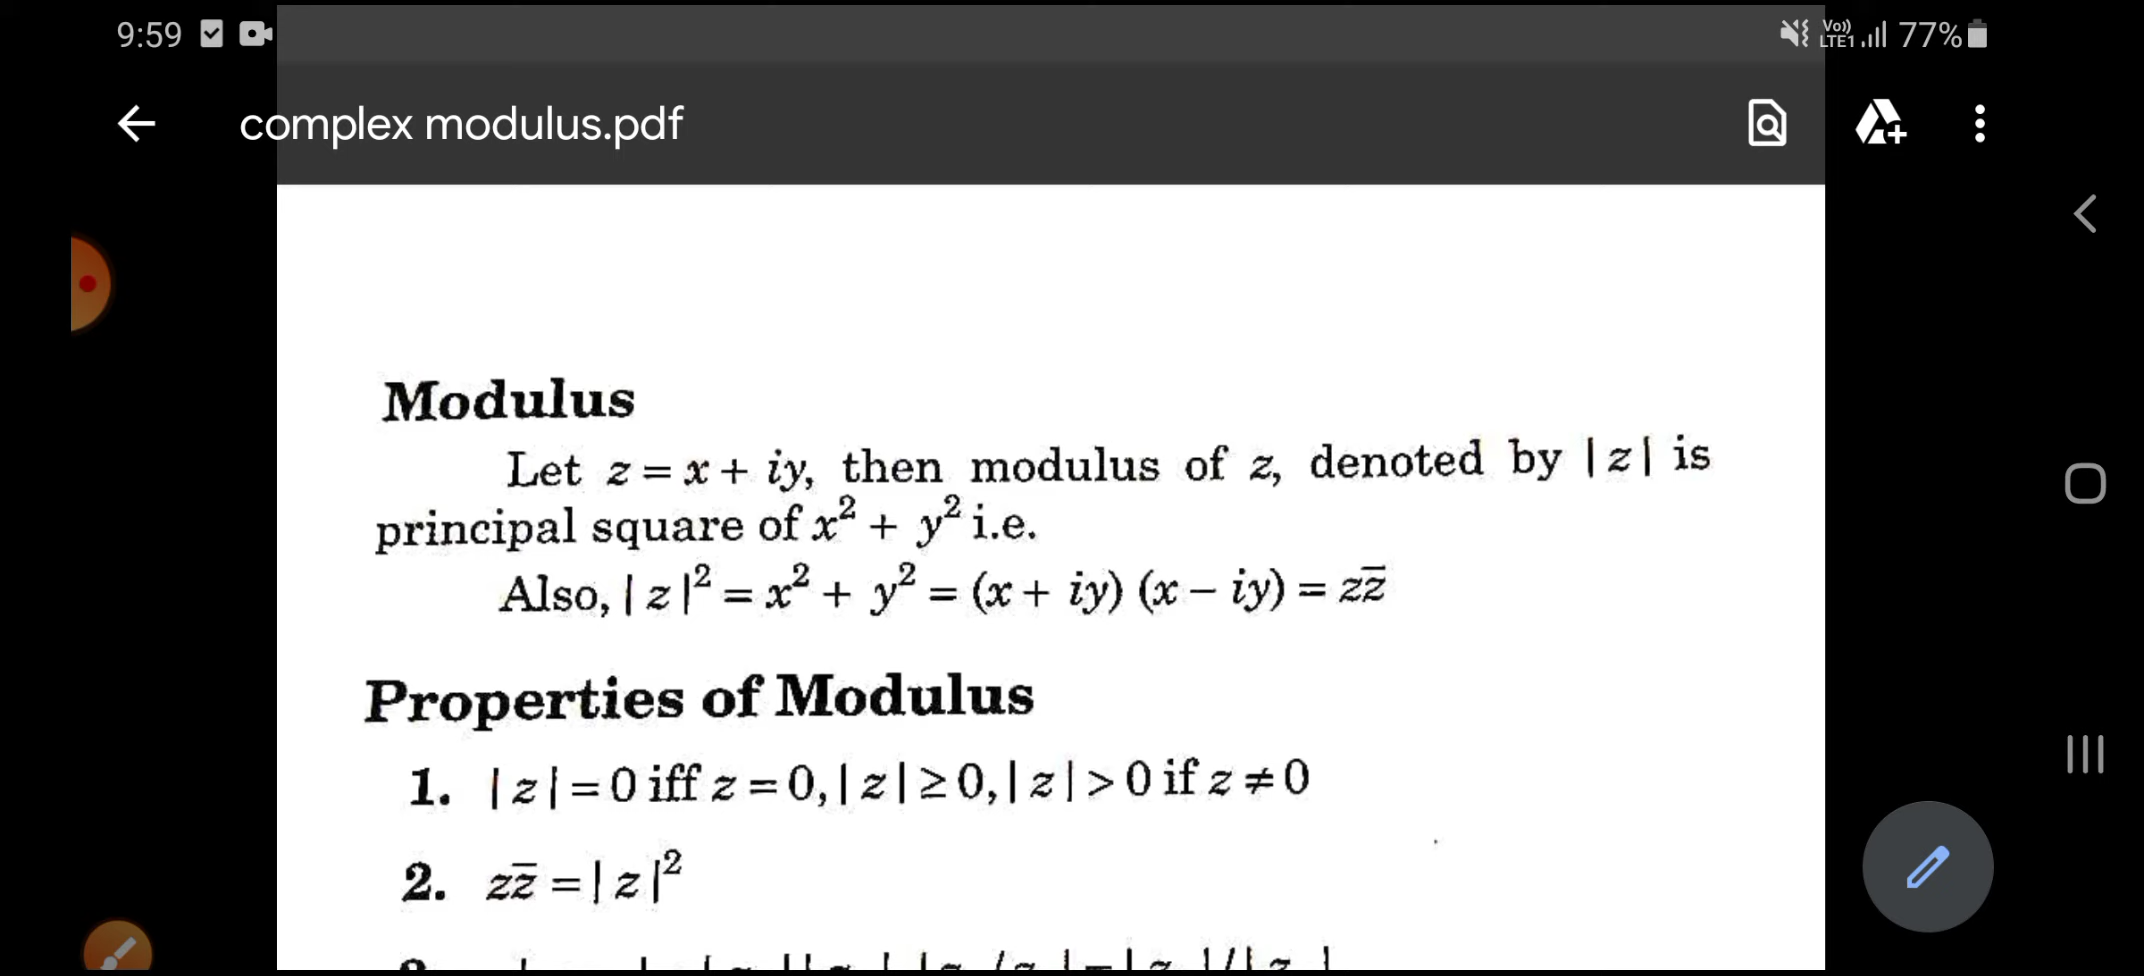 9:59
Vo)) LTE1 77%
complex modulus.pdf
Modulus
Let z = x + iy, then modulus of z, denoted by |z| is
principal square of x² + y² i.e.
Also, |z|² = x² + y² = (x + iy) (x − iy) = zz̅
Properties of Modulus
1. |z| = 0 iff z = 0, |z| ≥ 0, |z| > 0 if z ≠ 0
2. zz̅ = |z|²